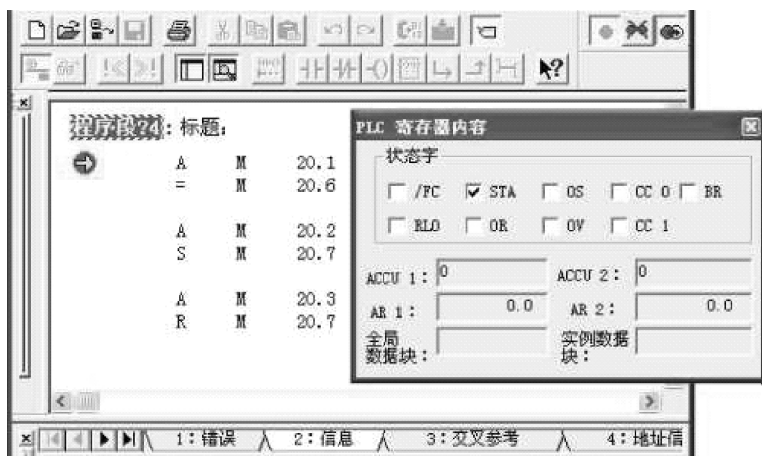 程序段?4：标题：
A M 20.1
= M 20.6
A M 20.2
S M 20.7
A M 20.3
R M 20.7
PLC 寄存器内容
状态字
/FC STA OS CC 0 BR
RLO OR OV CC 1
ACCU 1： 0 ACCU 2： 0
AR 1： 0.0 AR 2： 0.0
全局数据块： 实例数据块：
1：错误 2：信息 3：交叉参考 4：地址信